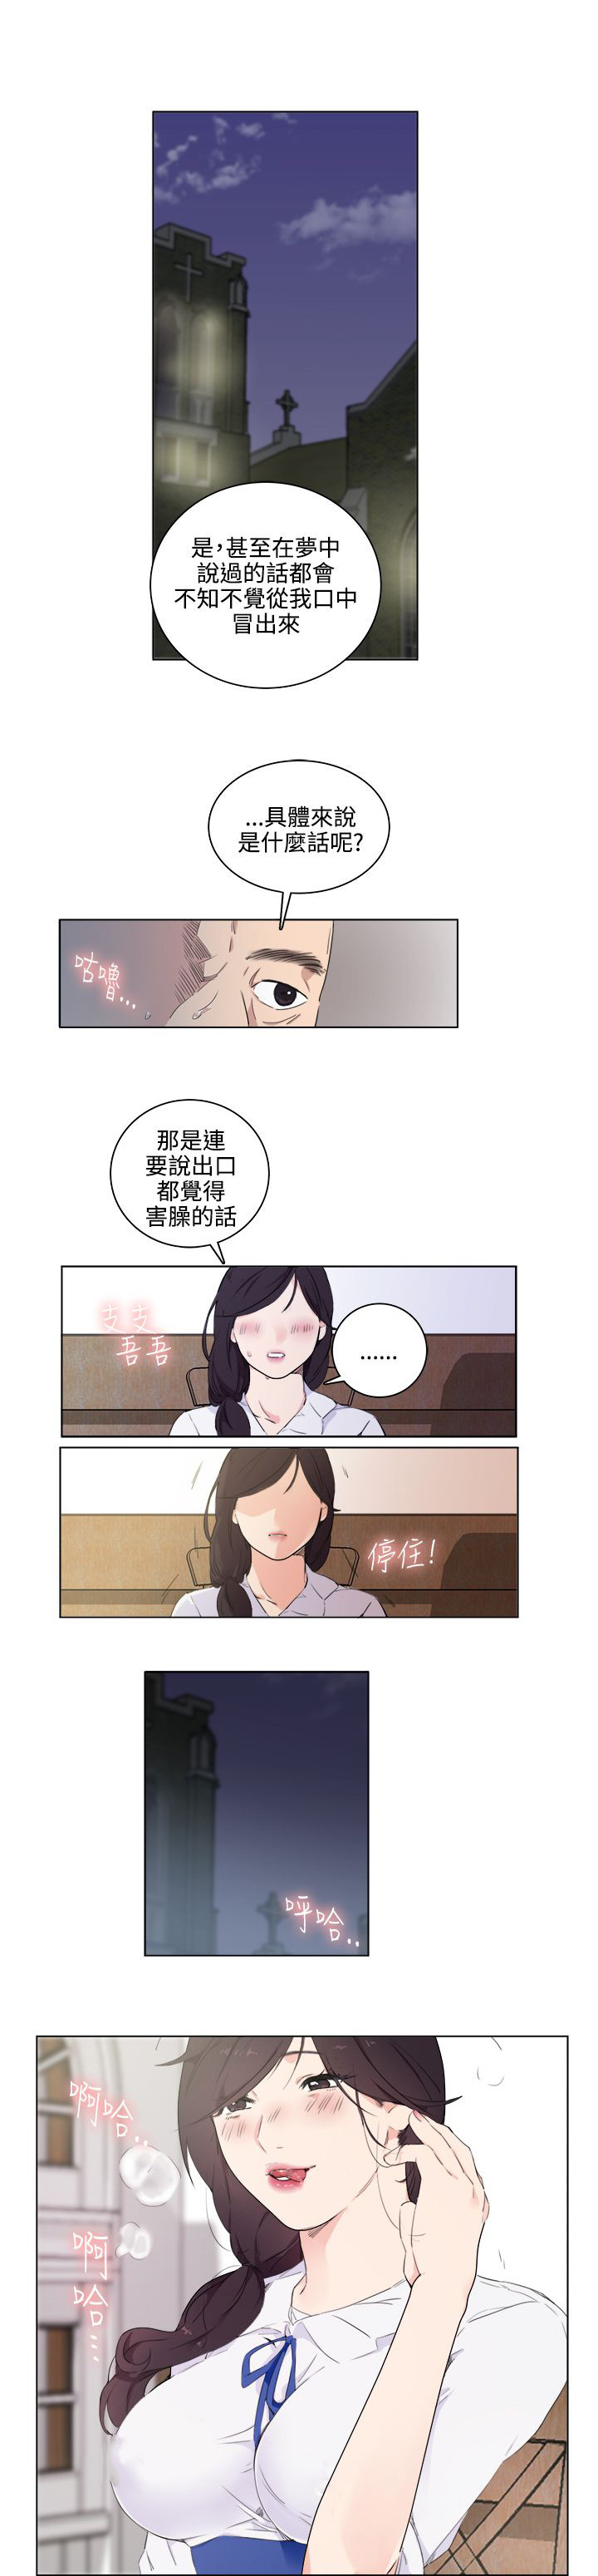 是，甚至在夢中
說過的話都會
不知不覺從我口中
冒出來
...具體來說
是什麼話呢?
咕嚕...
那是連
要說出口
都覺得
害臊的話
支支
吾吾
......
停住!
呼哈..
啊哈..
啊
哈...